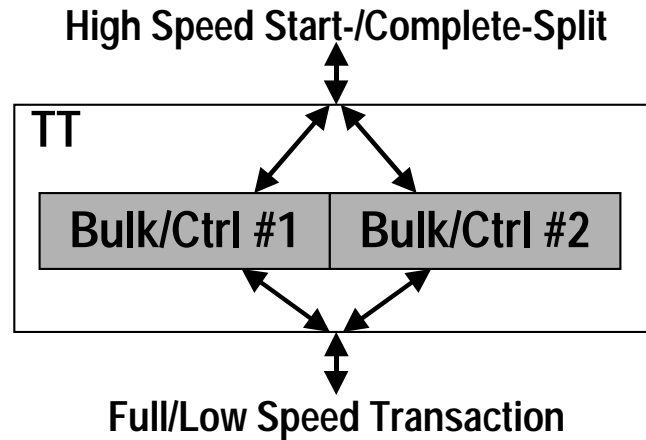 High Speed Start-/Complete-Split
TT
Bulk/Ctrl #1 Bulk/Ctrl #2
Full/Low Speed Transaction